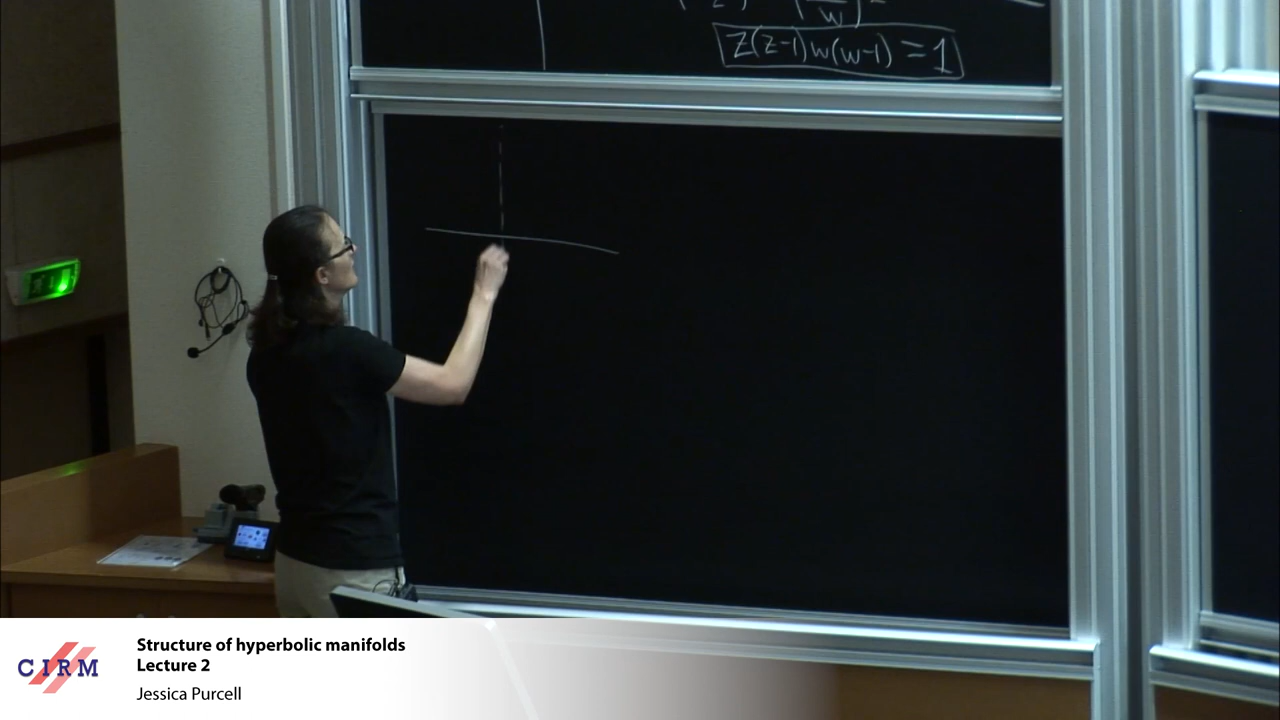 z(z-1)w(w-1) = 1
CIRM
Structure of hyperbolic manifolds
Lecture 2
Jessica Purcell